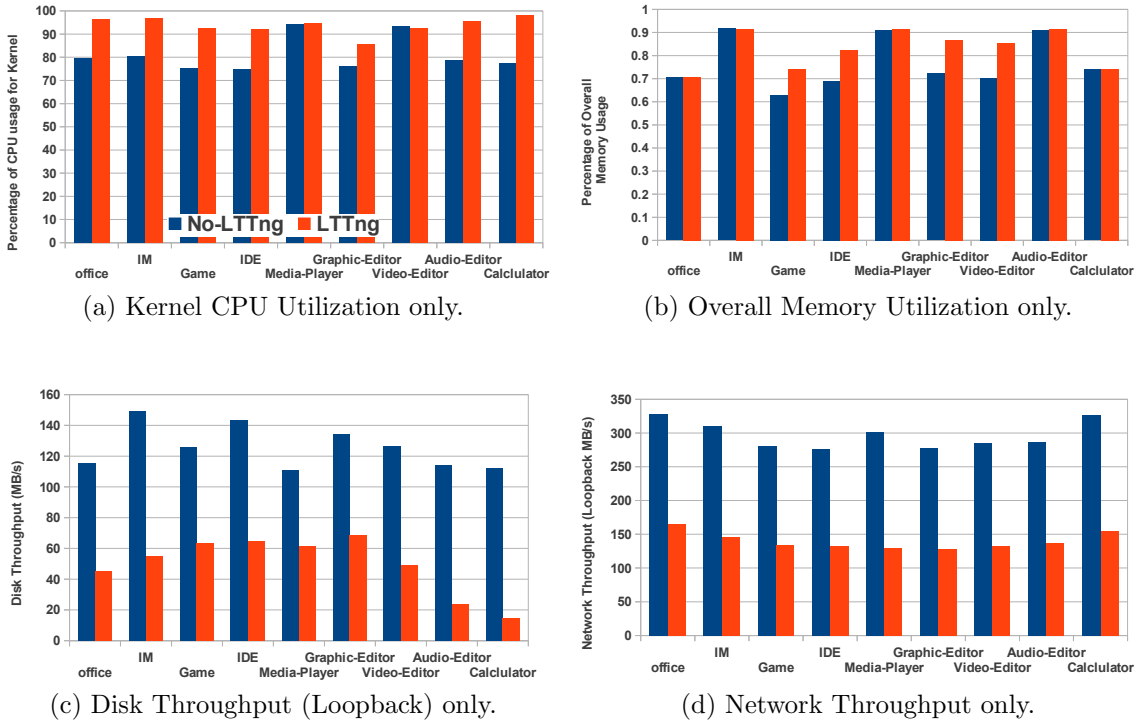 Percentage of CPU usage for Kernel
100
90
80
70
60
50
40
30
20
10
0
No-LTTng LTTng
office IM Game IDE Media-Player Graphic-Editor Video-Editor Audio-Editor Calclulator
(a) Kernel CPU Utilization only.
Percentage of Overall
Memory Usage
1
0.9
0.8
0.7
0.6
0.5
0.4
0.3
0.2
0.1
0
office IM Game IDE Media-Player Graphic-Editor Video-Editor Audio-Editor Calclulator
(b) Overall Memory Utilization only.
Disk Throughput (MB/s)
160
140
120
100
80
60
40
20
0
office IM Game IDE Media-Player Graphic-Editor Video-Editor Audio-Editor Calclulator
(c) Disk Throughput (Loopback) only.
Network Throughput (Loopback MB/s)
350
300
250
200
150
100
50
0
office IM Game IDE Media-Player Graphic-Editor Video-Editor Audio-Editor Calclulator
(d) Network Throughput only.